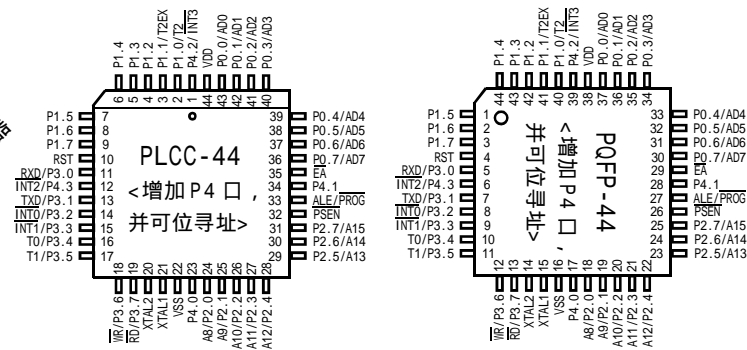 P1.4
P1.3
P1.2
P1.1/T2EX
P1.0/T2
P4.2/INT3
VDD
P0.0/AD0
P0.1/AD1
P0.2/AD2
P0.3/AD3
6 5 4 3 2 1 44 43 42 41 40
P1.5 7
P1.6 8
P1.7 9
RST 10
RXD/P3.0 11
INT2/P4.3 12
TXD/P3.1 13
INT0/P3.2 14
INT1/P3.3 15
T0/P3.4 16
T1/P3.5 17
PLCC-44
<增加P4口,
并可位寻址>
39 P0.4/AD4
38 P0.5/AD5
37 P0.6/AD6
36 P0.7/AD7
35 EA
34 P4.1
33 ALE/PROG
32 PSEN
31 P2.7/A15
30 P2.6/A14
29 P2.5/A13
18 19 20 21 22 23 24 25 26 27 28
WR/P3.6
RD/P3.7
XTAL2
XTAL1
VSS
P4.0
A8/P2.0
A9/P2.1
A10/P2.2
A11/P2.3
A12/P2.4
P1.4
P1.3
P1.2
P1.1/T2EX
P1.0/T2
P4.2/INT3
VDD
P0.0/AD0
P0.1/AD1
P0.2/AD2
P0.3/AD3
44 43 42 41 40 39 38 37 36 35 34
P1.5 1
P1.6 2
P1.7 3
RST 4
RXD/P3.0 5
INT2/P4.3 6
TXD/P3.1 7
INT0/P3.2 8
INT1/P3.3 9
T0/P3.4 10
T1/P3.5 11
PQFP-44
<增加P4口,
并可位寻址>
33 P0.4/AD4
32 P0.5/AD5
31 P0.6/AD6
30 P0.7/AD7
29 EA
28 P4.1
27 ALE/PROG
26 PSEN
25 P2.7/A15
24 P2.6/A14
23 P2.5/A13
12 13 14 15 16 17 18 19 20 21 22
WR/P3.6
RD/P3.7
XTAL2
XTAL1
VSS
P4.0
A8/P2.0
A9/P2.1
A10/P2.2
A11/P2.3
A12/P2.4